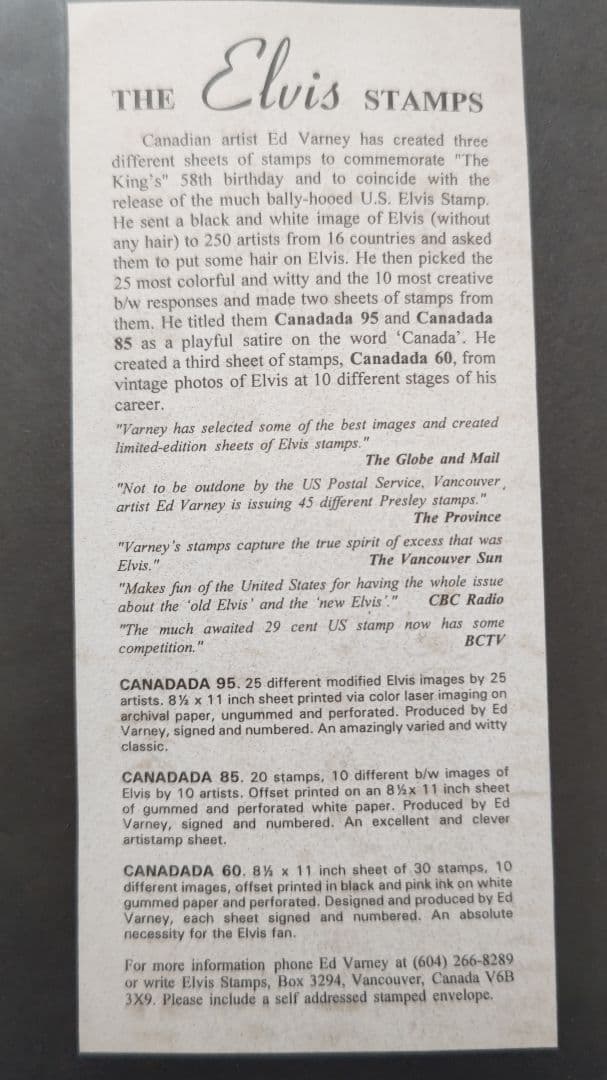 THE Elvis STAMPS
Canadian artist Ed Varney has created three
different sheets of stamps to commemorate "The
King's" 58th birthday and to coincide with the
release of the much bally-hooed U.S. Elvis Stamp.
He sent a black and white image of Elvis (without
any hair) to 250 artists from 16 countries and asked
them to put some hair on Elvis. He then picked the
25 most colorful and witty and the 10 most creative
b/w responses and made two sheets of stamps from
them. He titled them Canadada 95 and Canadada
85 as a playful satire on the word 'Canada'. He
created a third sheet of stamps, Canadada 60, from
vintage photos of Elvis at 10 different stages of his
career.
"Varney has selected some of the best images and created
limited-edition sheets of Elvis stamps."
The Globe and Mail
"Not to be outdone by the US Postal Service, Vancouver
artist Ed Varney is issuing 45 different Presley stamps."
The Province
"Varney's stamps capture the true spirit of excess that was
Elvis." The Vancouver Sun
"Makes fun of the United States for having the whole issue
about the 'old Elvis' and the 'new Elvis'." CBC Radio
"The much awaited 29 cent US stamp now has some
competition." BCTV
CANADADA 95. 25 different modified Elvis images by 25
artists. 8½ x 11 inch sheet printed via color laser imaging on
archival paper, ungummed and perforated. Produced by Ed
Varney, signed and numbered. An amazingly varied and witty
classic.
CANADADA 85. 20 stamps, 10 different b/w images of
Elvis by 10 artists. Offset printed on an 8½x 11 inch sheet
of gummed and perforated white paper. Produced by Ed
Varney, signed and numbered. An excellent and clever
artistamp sheet.
CANADADA 60. 8½ x 11 inch sheet of 30 stamps, 10
different images, offset printed in black and pink ink on white
gummed paper and perforated. Designed and produced by Ed
Varney, each sheet signed and numbered. An absolute
necessity for the Elvis fan.
For more information phone Ed Varney at (604) 266-8289
or write Elvis Stamps, Box 3294, Vancouver, Canada V6B
3X9. Please include a self addressed stamped envelope.